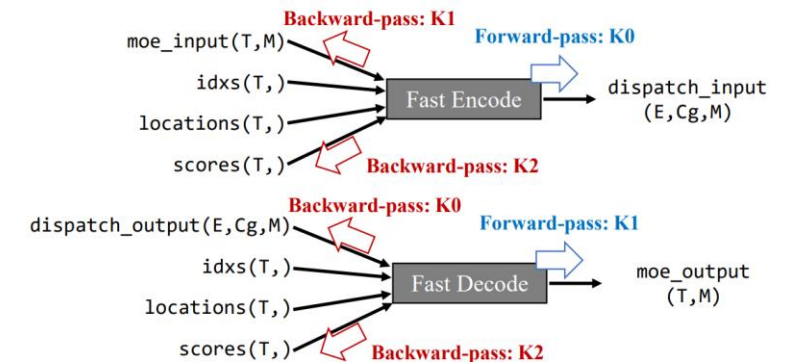 Backward-pass: K1
moe_input(T,M)
Forward-pass: K0
idxs(T,)
Fast Encode
dispatch_input
(E,Cg,M)
locations(T,)
scores(T,)
Backward-pass: K2
Backward-pass: K0
dispatch_output(E,Cg,M)
Forward-pass: K1
idxs(T,)
Fast Decode
moe_output
(T,M)
locations(T,)
scores(T,)
Backward-pass: K2